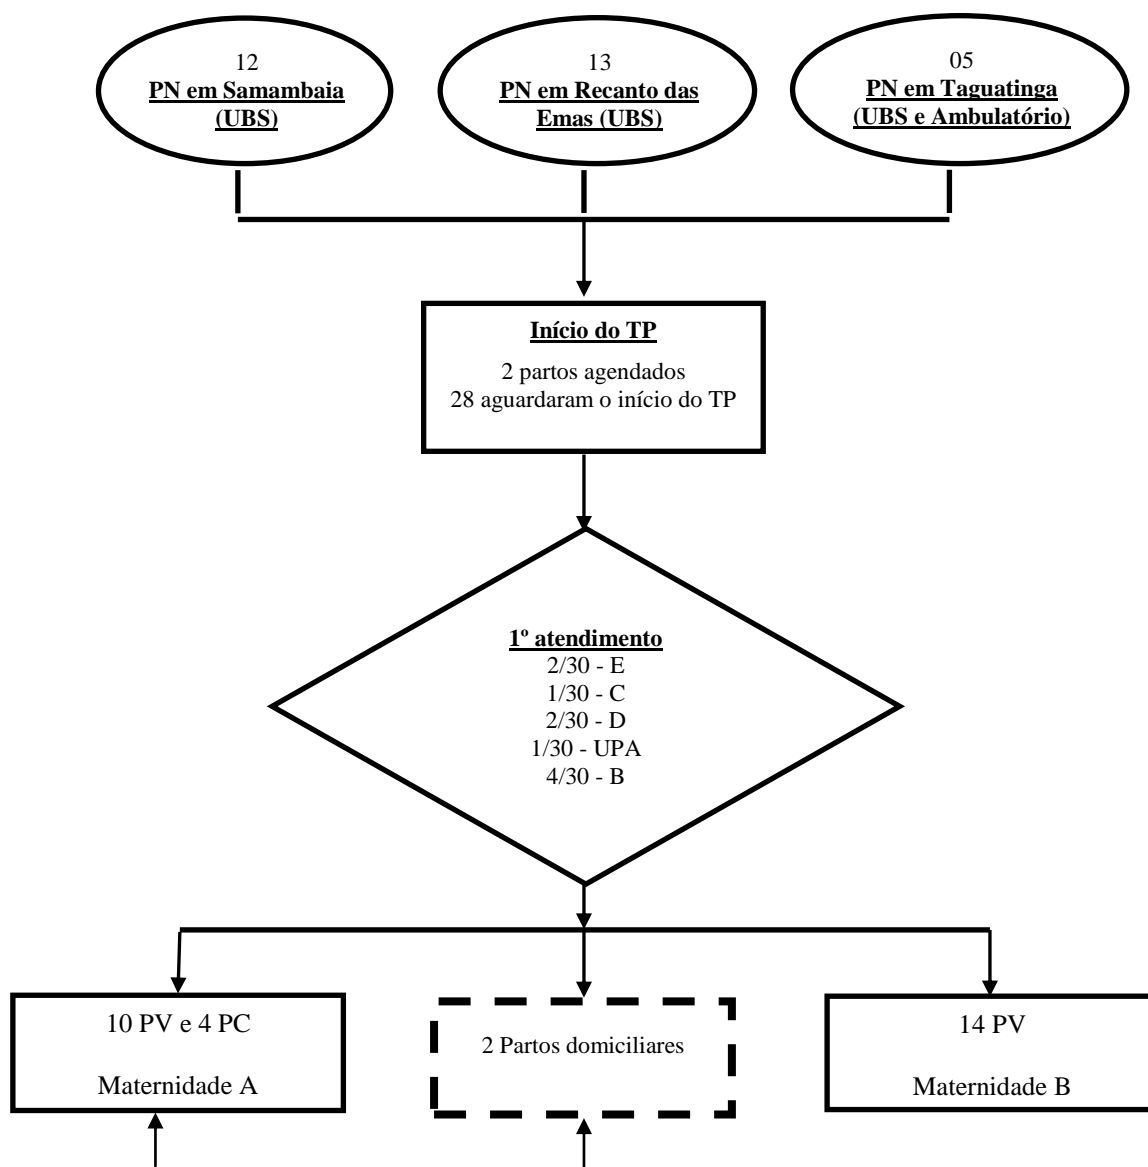 12
PN em Samambaia
(UBS)
13
PN em Recanto das
Emas (UBS)
05
PN em Taguatinga
(UBS e Ambulatório)
Início do TP
2 partos agendados
28 aguardaram o início do TP
1º atendimento
2/30 - E
1/30 - C
2/30 - D
1/30 - UPA
4/30 - B
10 PV e 4 PC
Maternidade A
2 Partos domiciliares
14 PV
Maternidade B